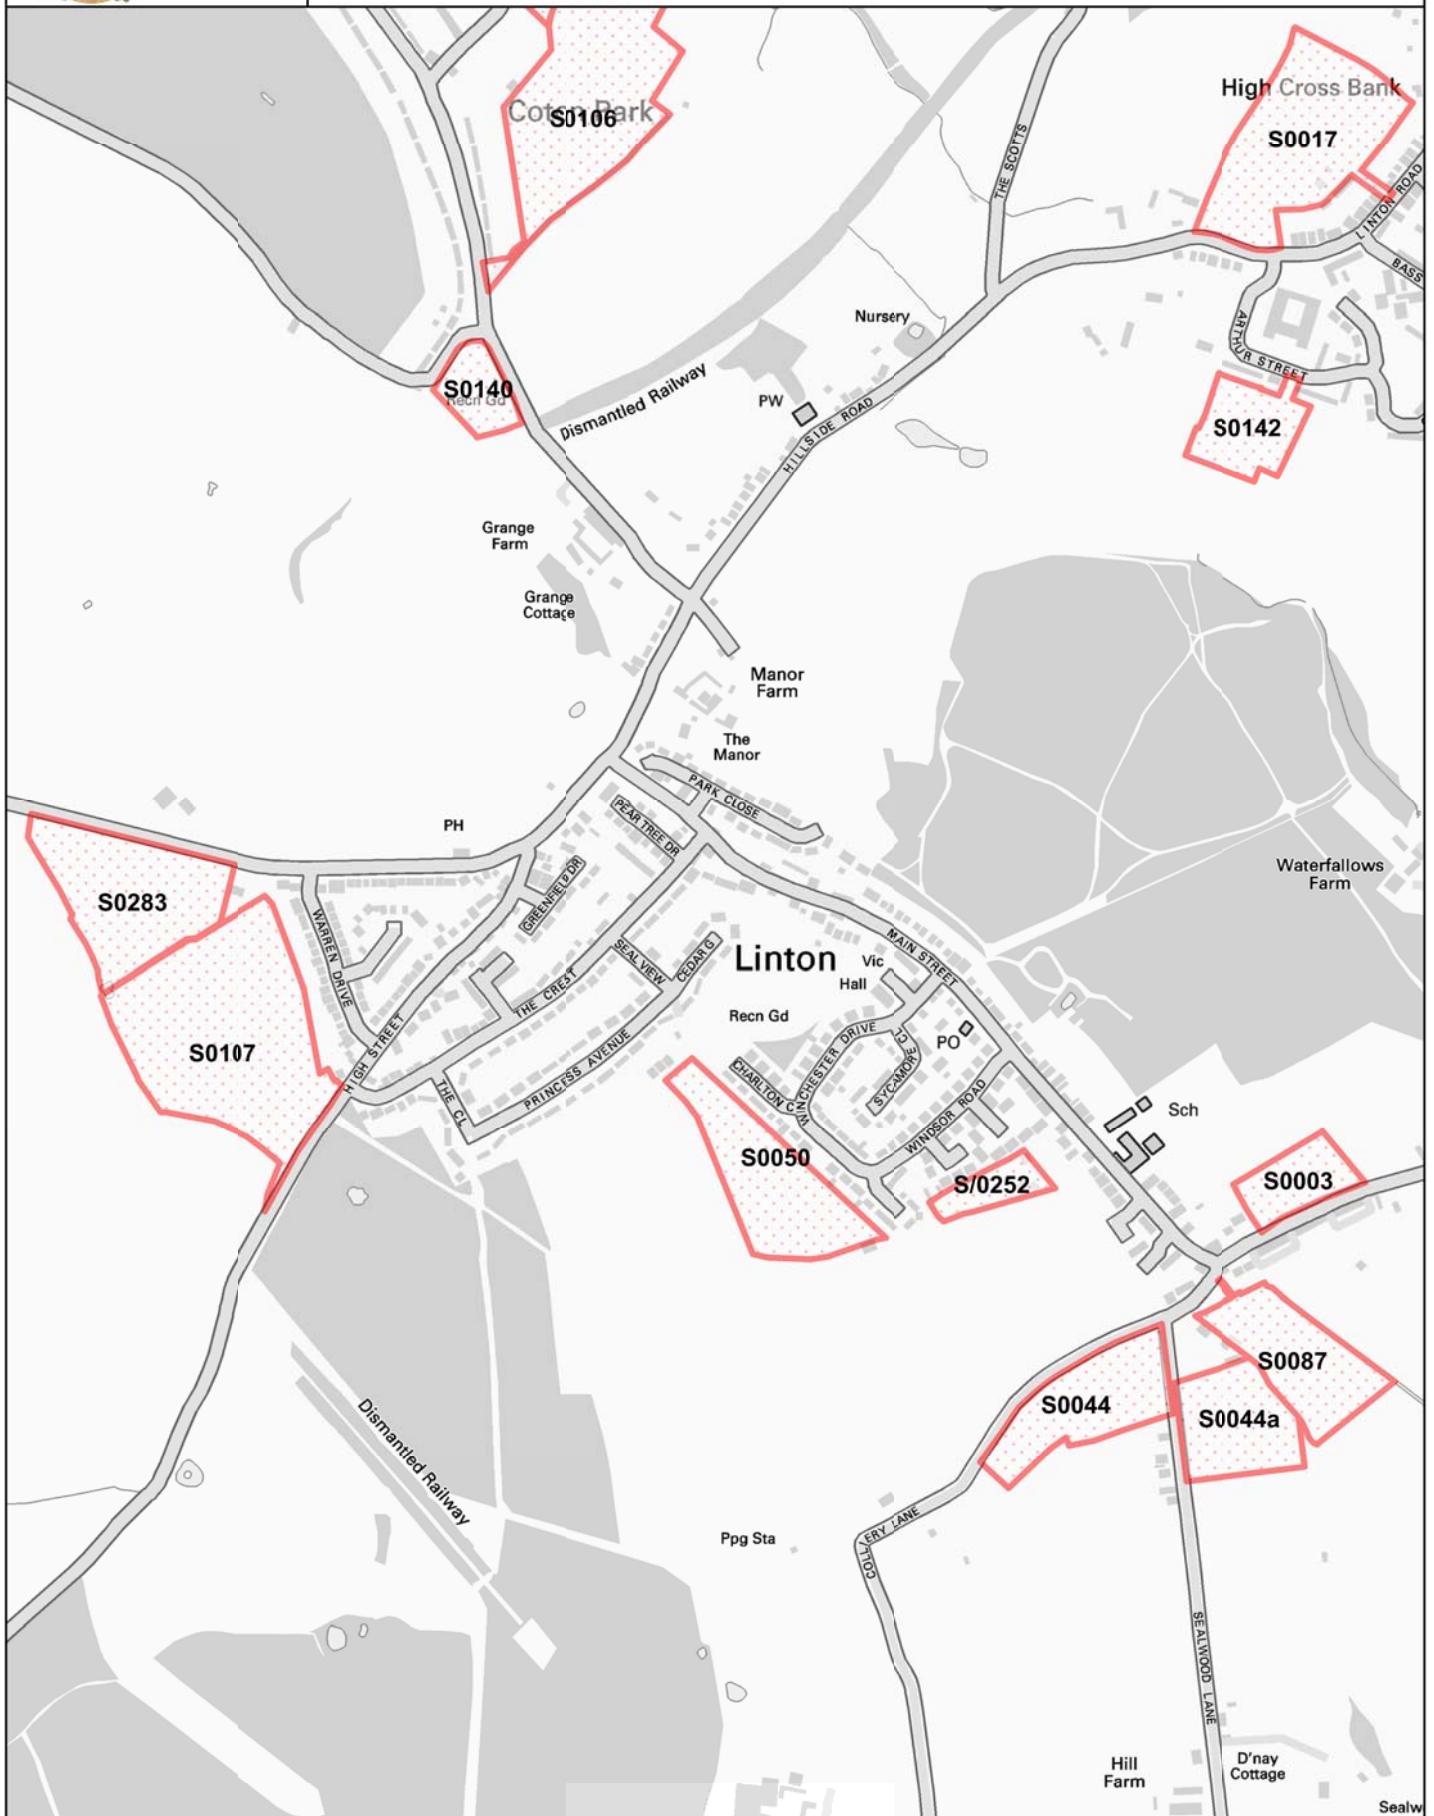 Coton Park
S0106
High Cross Bank
S0017
THE SCOTTS
LINTON ROAD
BASS
Nursery
ARTHUR STREET
S0140
Recn Gd
Dismantled Railway
PW
HILLSIDE ROAD
S0142
Grange
Farm
Grange
Cottage
Manor
Farm
The
Manor
PARK CLOSE
PEAR TREE DR
PH
GREENFIELD DR
Waterfallows
Farm
S0283
WARREN DRIVE
MAIN STREET
SEAL VIEW
CEDAR G
Linton
Vic
Hall
THE CREST
Recn Gd
WINCHESTER DRIVE
SYCAMORE CL
PO
S0107
HIGH STREET
PRINCESS AVENUE
THE CL
CHARLTON C
WINDSOR ROAD
Sch
S0050
S/0252
S0003
S0087
S0044
S0044a
Dismantled Railway
COLLIERY LANE
Ppg Sta
SEALWOOD LANE
Hill
Farm
D'nay
Cottage
Sealw